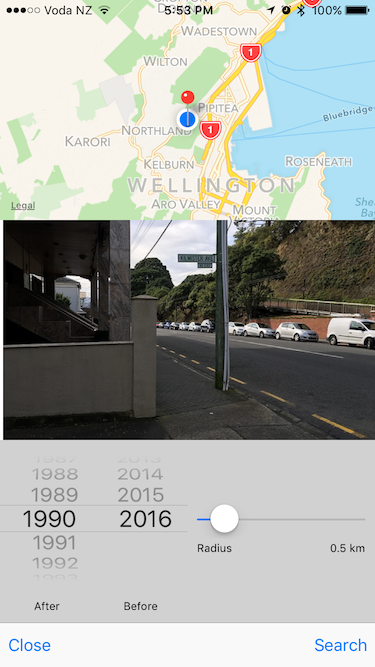 Voda NZ 5:53 PM 100%
WADESTOWN
1
WILTON
PIPITEA
NORTHLAND 1
KARORI
KELBURN
ROSENEATH
WELLINGTON
ARO VALLEY
MOUNT
Legal
1988 2014
1989 2015
1990 2016
1991
1992
1993
Radius 0.5 km
After Before
Close Search